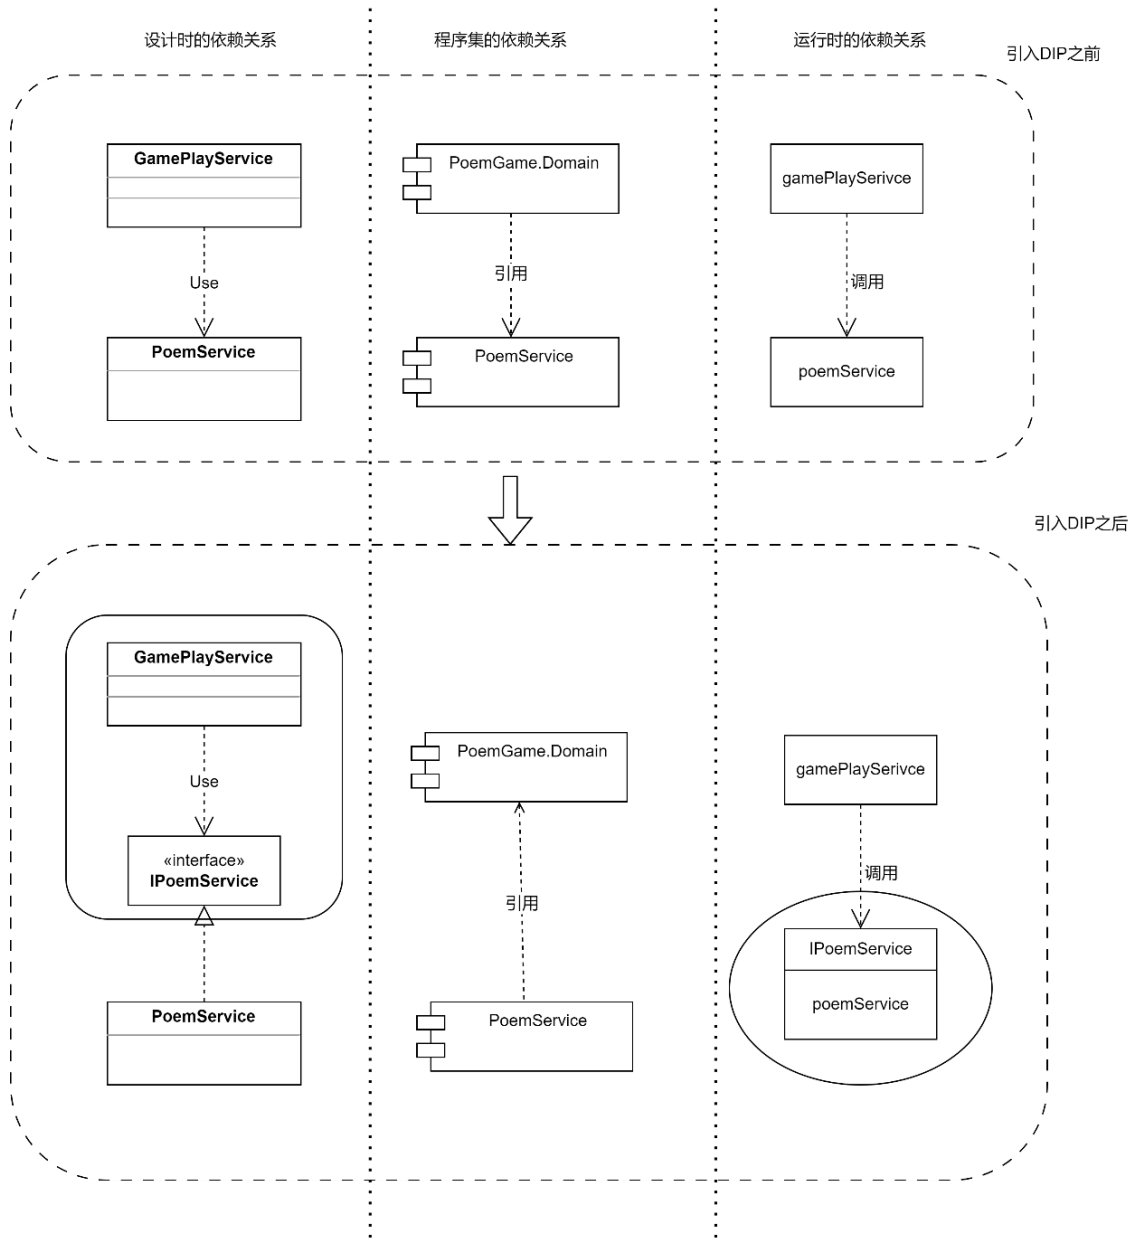 设计时的依赖关系
程序集的依赖关系
运行时的依赖关系
引入DIP之前
GamePlayService
PoemGame.Domain
gamePlaySerivce
Use
引用
调用
PoemService
PoemService
poemService
引入DIP之后
GamePlayService
PoemGame.Domain
gamePlaySerivce
Use
«interface»
IPoemService
引用
调用
IPoemService
poemService
PoemService
PoemService